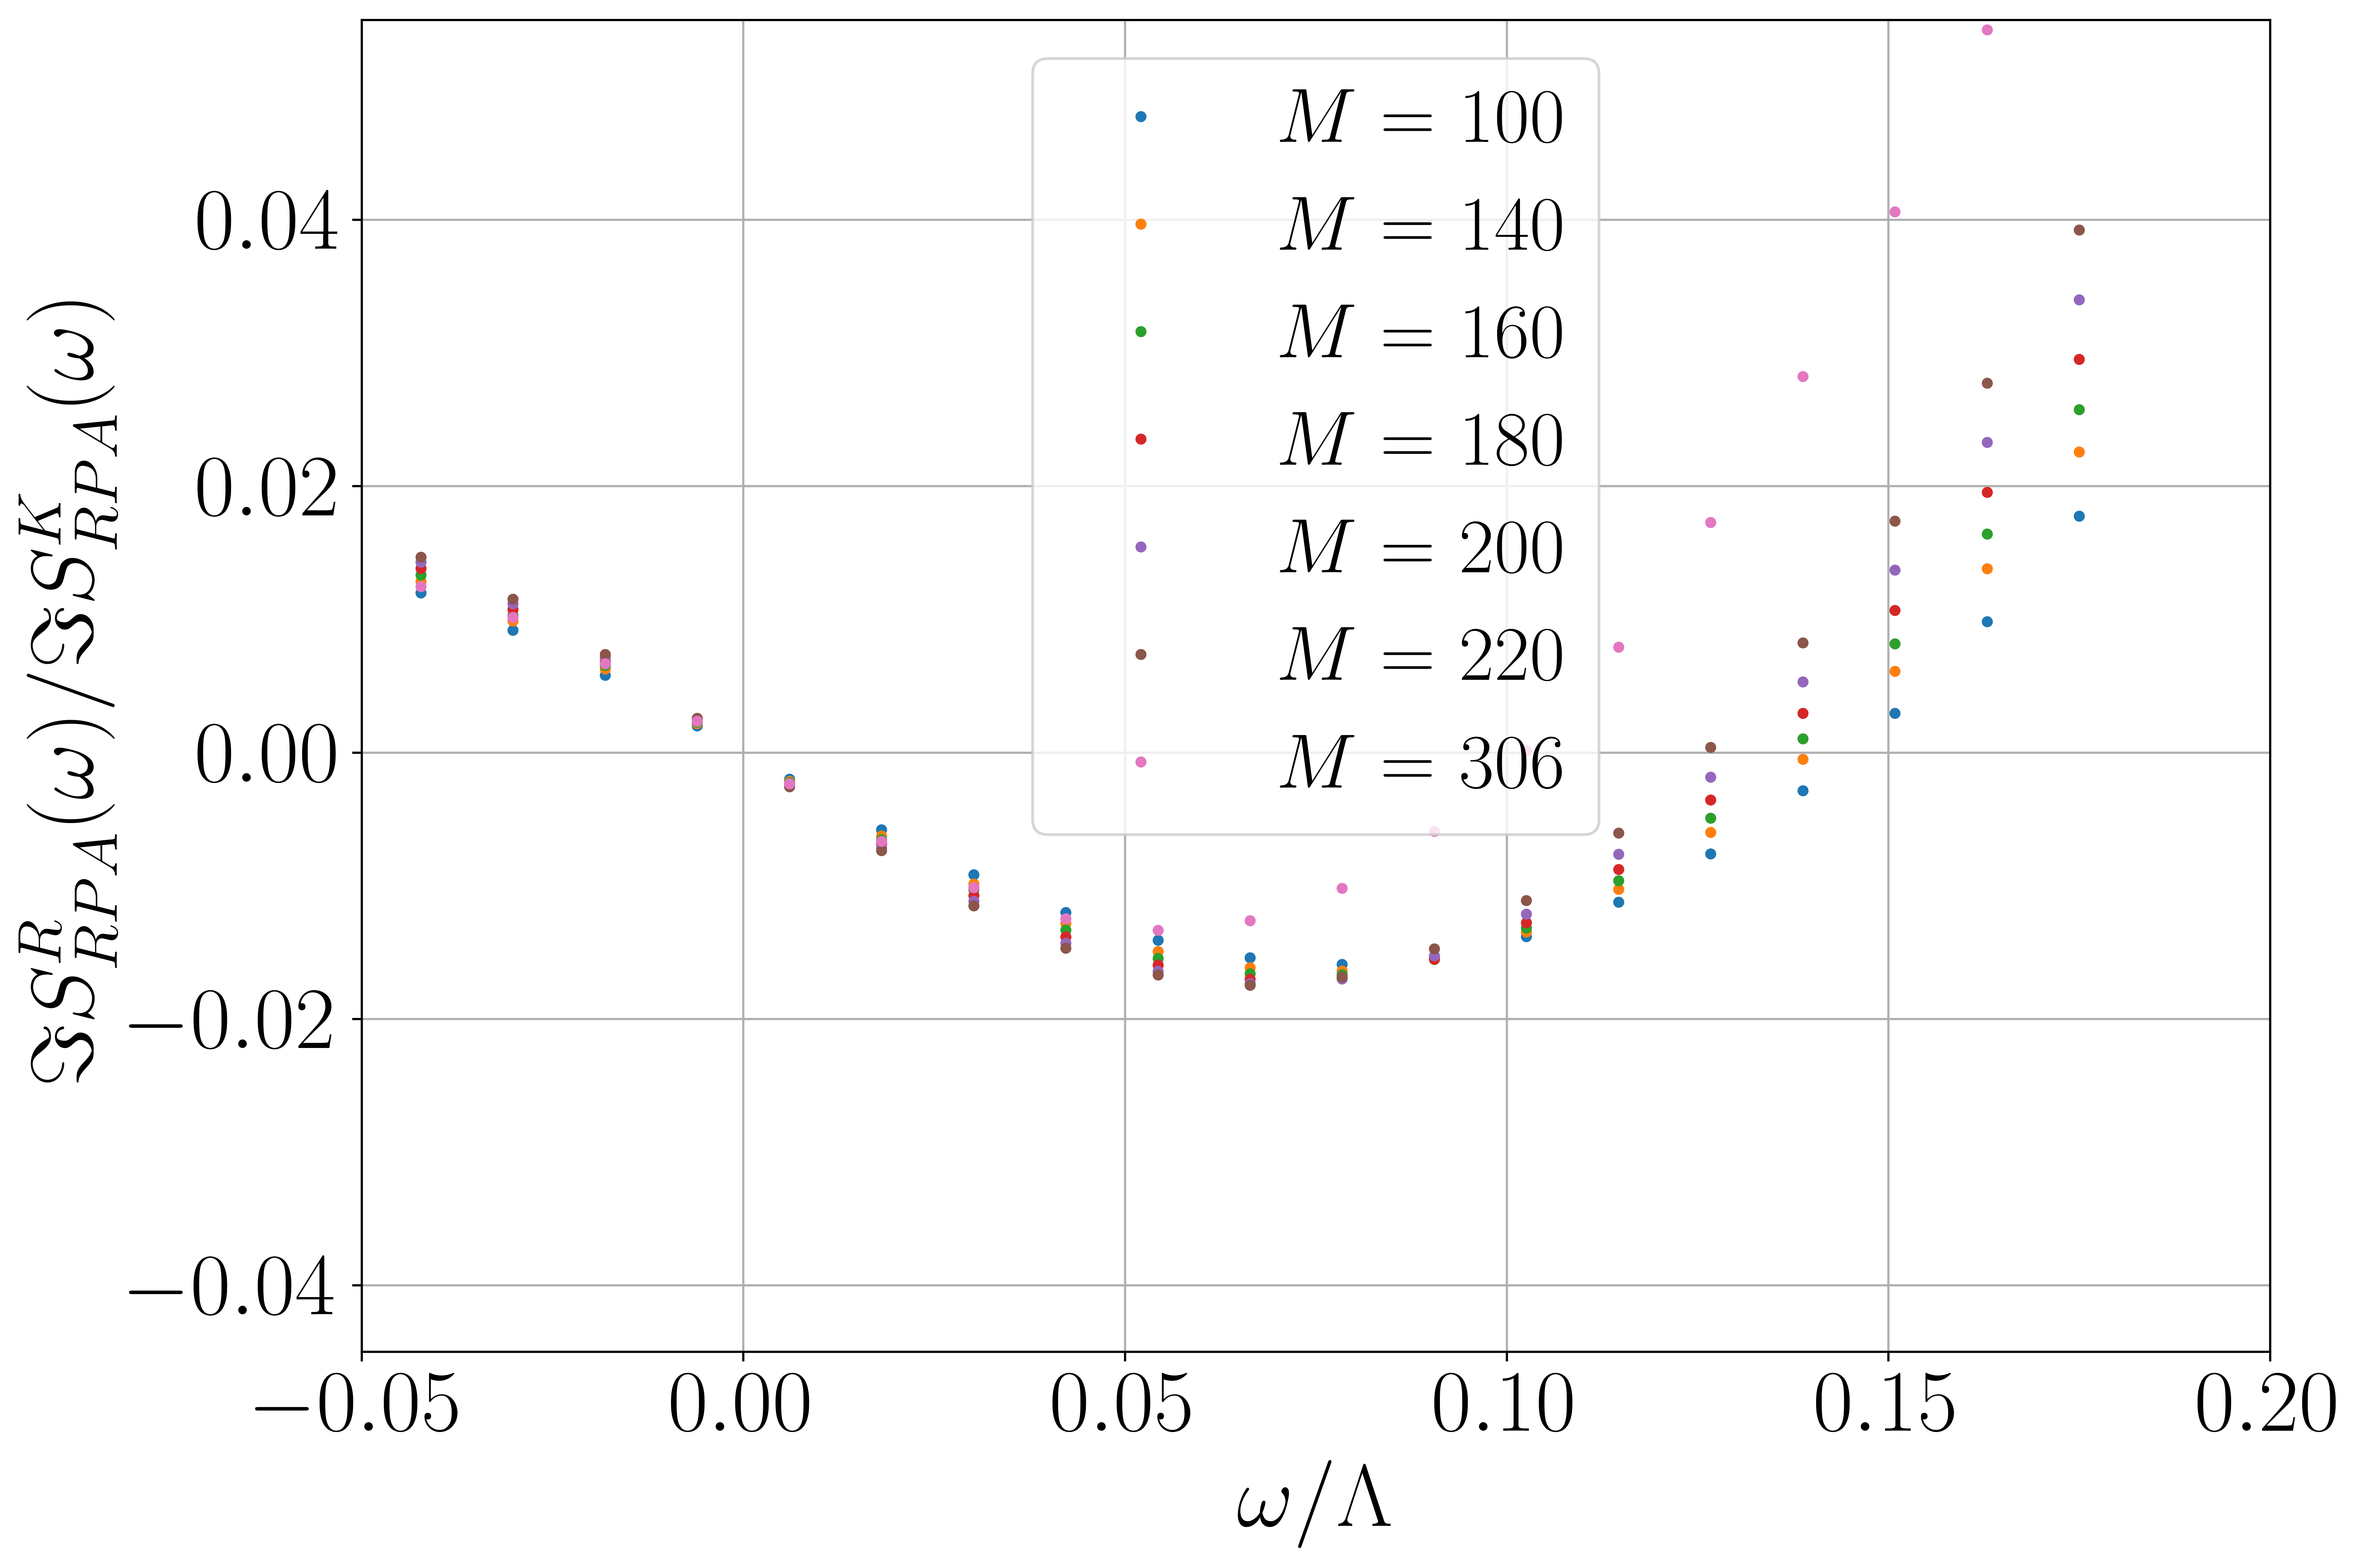 ℑS^R_{RPA}(ω))/ℑS^K_{RPA}(ω)
0.04
0.02
0.00
−0.02
−0.04
M = 100
M = 140
M = 160
M = 180
M = 200
M = 220
M = 306
−0.05 0.00 0.05 0.10 0.15 0.20
ω/Λ